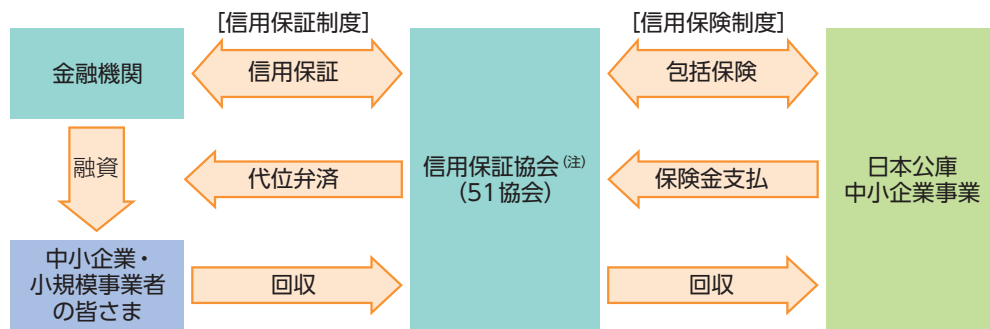 [信用保証制度]
[信用保険制度]
金融機関
信用保証
包括保険
融資
代位弁済
信用保証協会(注)
(51協会)
保険金支払
日本公庫
中小企業事業
中小企業・
小規模事業者
の皆さま
回収
回収